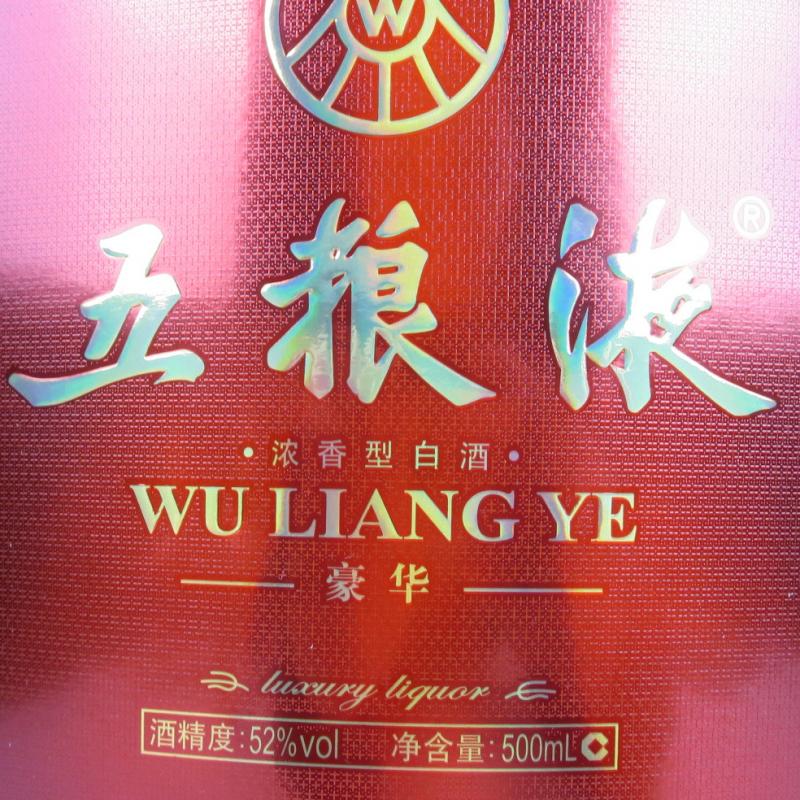 W
五粮液®
·浓香型白酒·
WU LIANG YE
豪华
luxury liquor
酒精度:52%vol 净含量:500mL